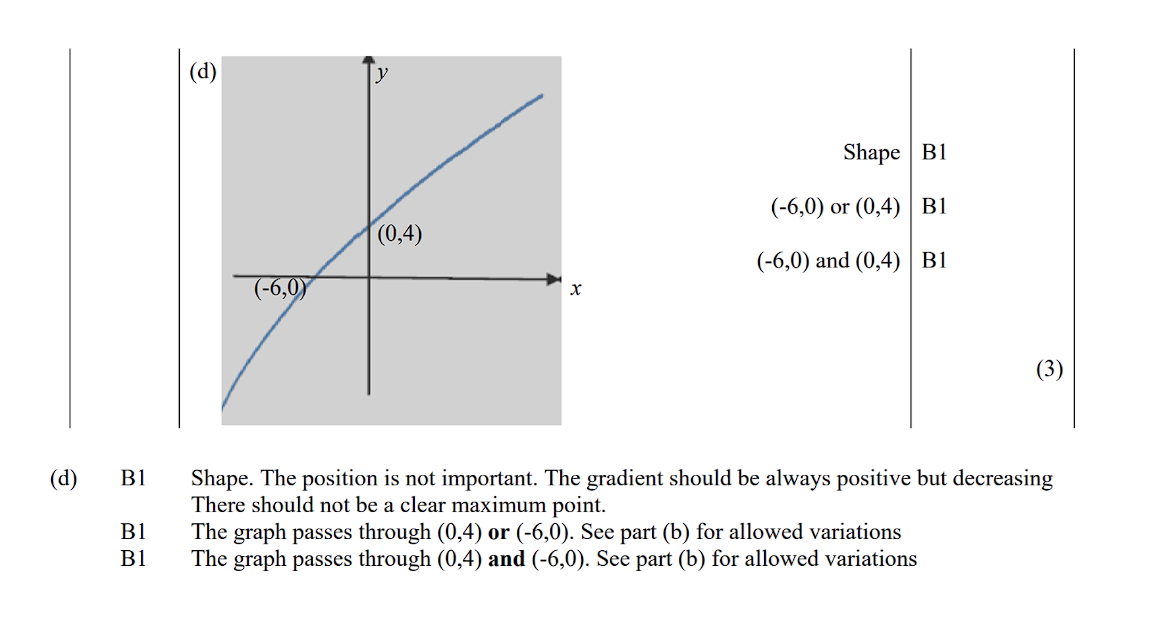 (d)
y
Shape B1
(-6,0) or (0,4) B1
(0,4)
(-6,0) and (0,4) B1
(-6,0)
x
(3)
(d) B1 Shape. The position is not important. The gradient should be always positive but decreasing
There should not be a clear maximum point.
B1 The graph passes through (0,4) or (-6,0). See part (b) for allowed variations
B1 The graph passes through (0,4) and (-6,0). See part (b) for allowed variations